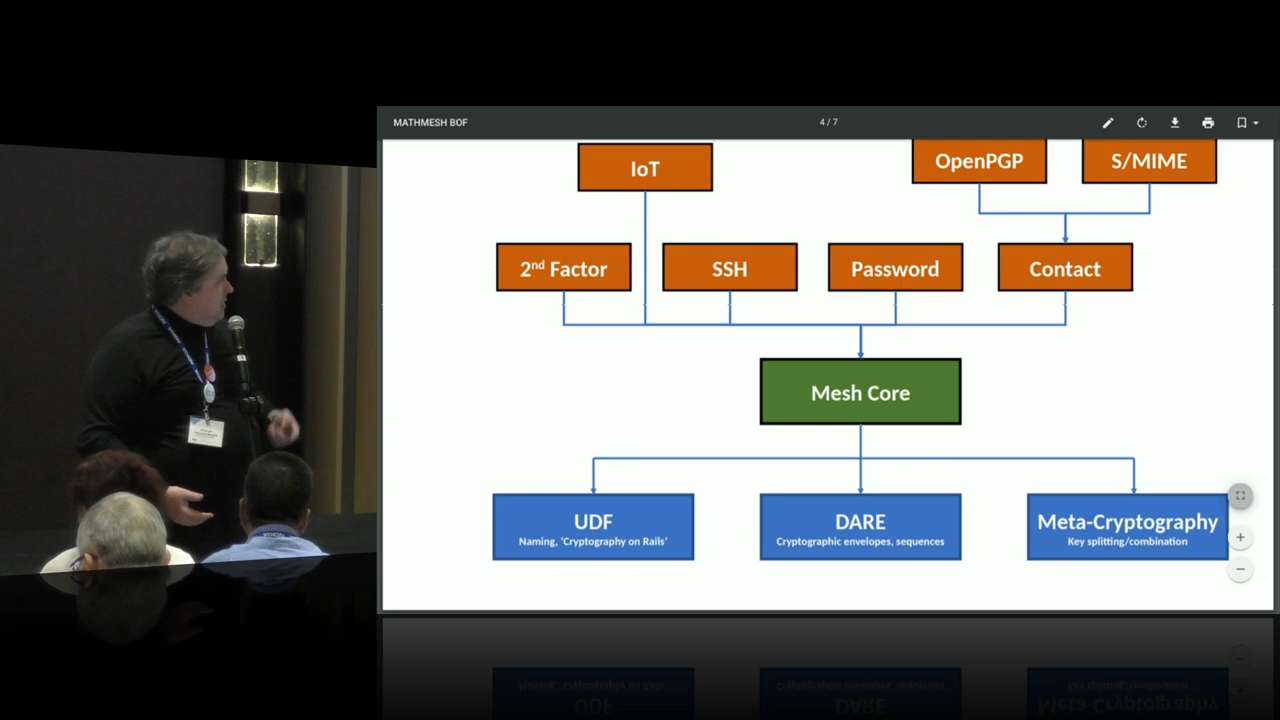 MATHMESH BOF
4 / 7
IoT
OpenPGP
S/MIME
2nd Factor
SSH
Password
Contact
Mesh Core
UDF
Naming, ‘Cryptography on Rails’
DARE
Cryptographic envelopes, sequences
Meta-Cryptography
Key splitting/combination